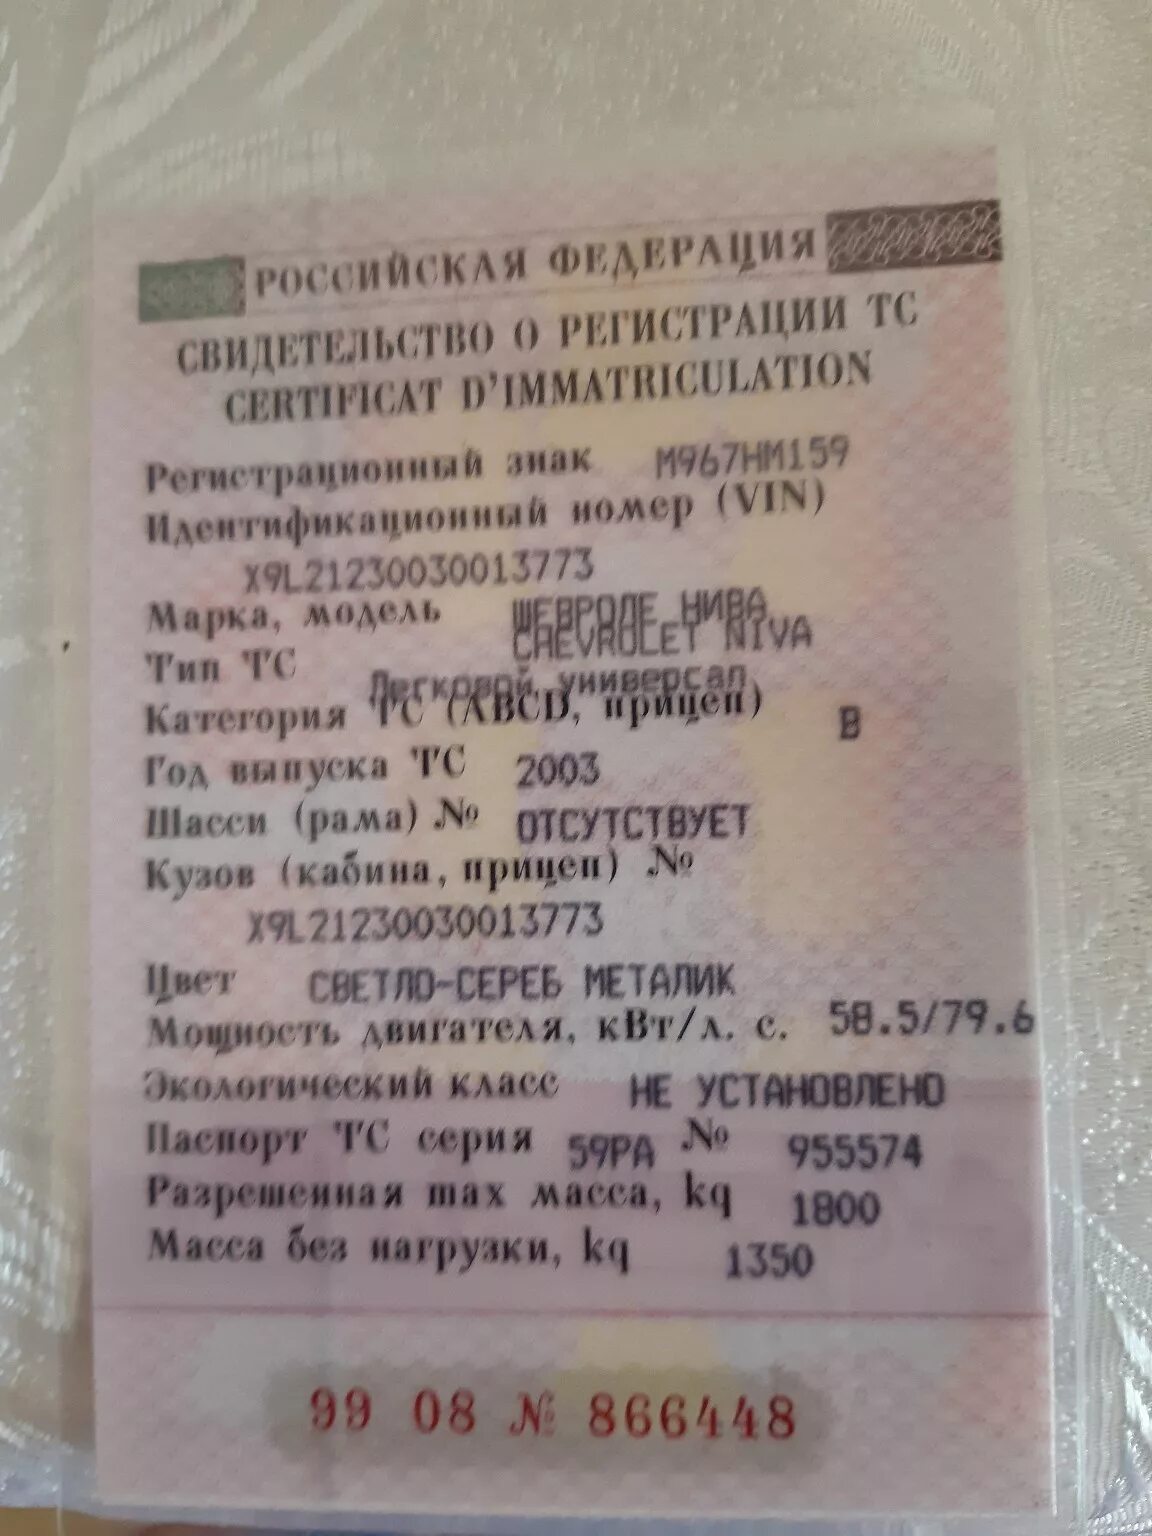 РОССИЙСКАЯ ФЕДЕРАЦИЯ
СВИДЕТЕЛЬСТВО О РЕГИСТРАЦИИ ТС
CERTIFICAT D'IMMATRICULATION
Регистрационный знак М967НМ159
Идентификационный номер (VIN)
X9L21230030013773
Марка, модель ШЕВРОЛЕ НИВА
CHEVROLET NIVA
Тип ТС Легковой универсал
Категория ТС (ABCD, прицеп) B
Год выпуска ТС 2003
Шасси (рама) № ОТСУТСТВУЕТ
Кузов (кабина, прицеп) №
X9L21230030013773
Цвет СВЕТЛО-СЕРЕБ МЕТАЛИК
Мощность двигателя, кВт/л. с. 58.5/79.6
Экологический класс НЕ УСТАНОВЛЕНО
Паспорт ТС серия 59РА № 955574
Разрешенная max масса, kq 1800
Масса без нагрузки, kq 1350
99 08 № 866448